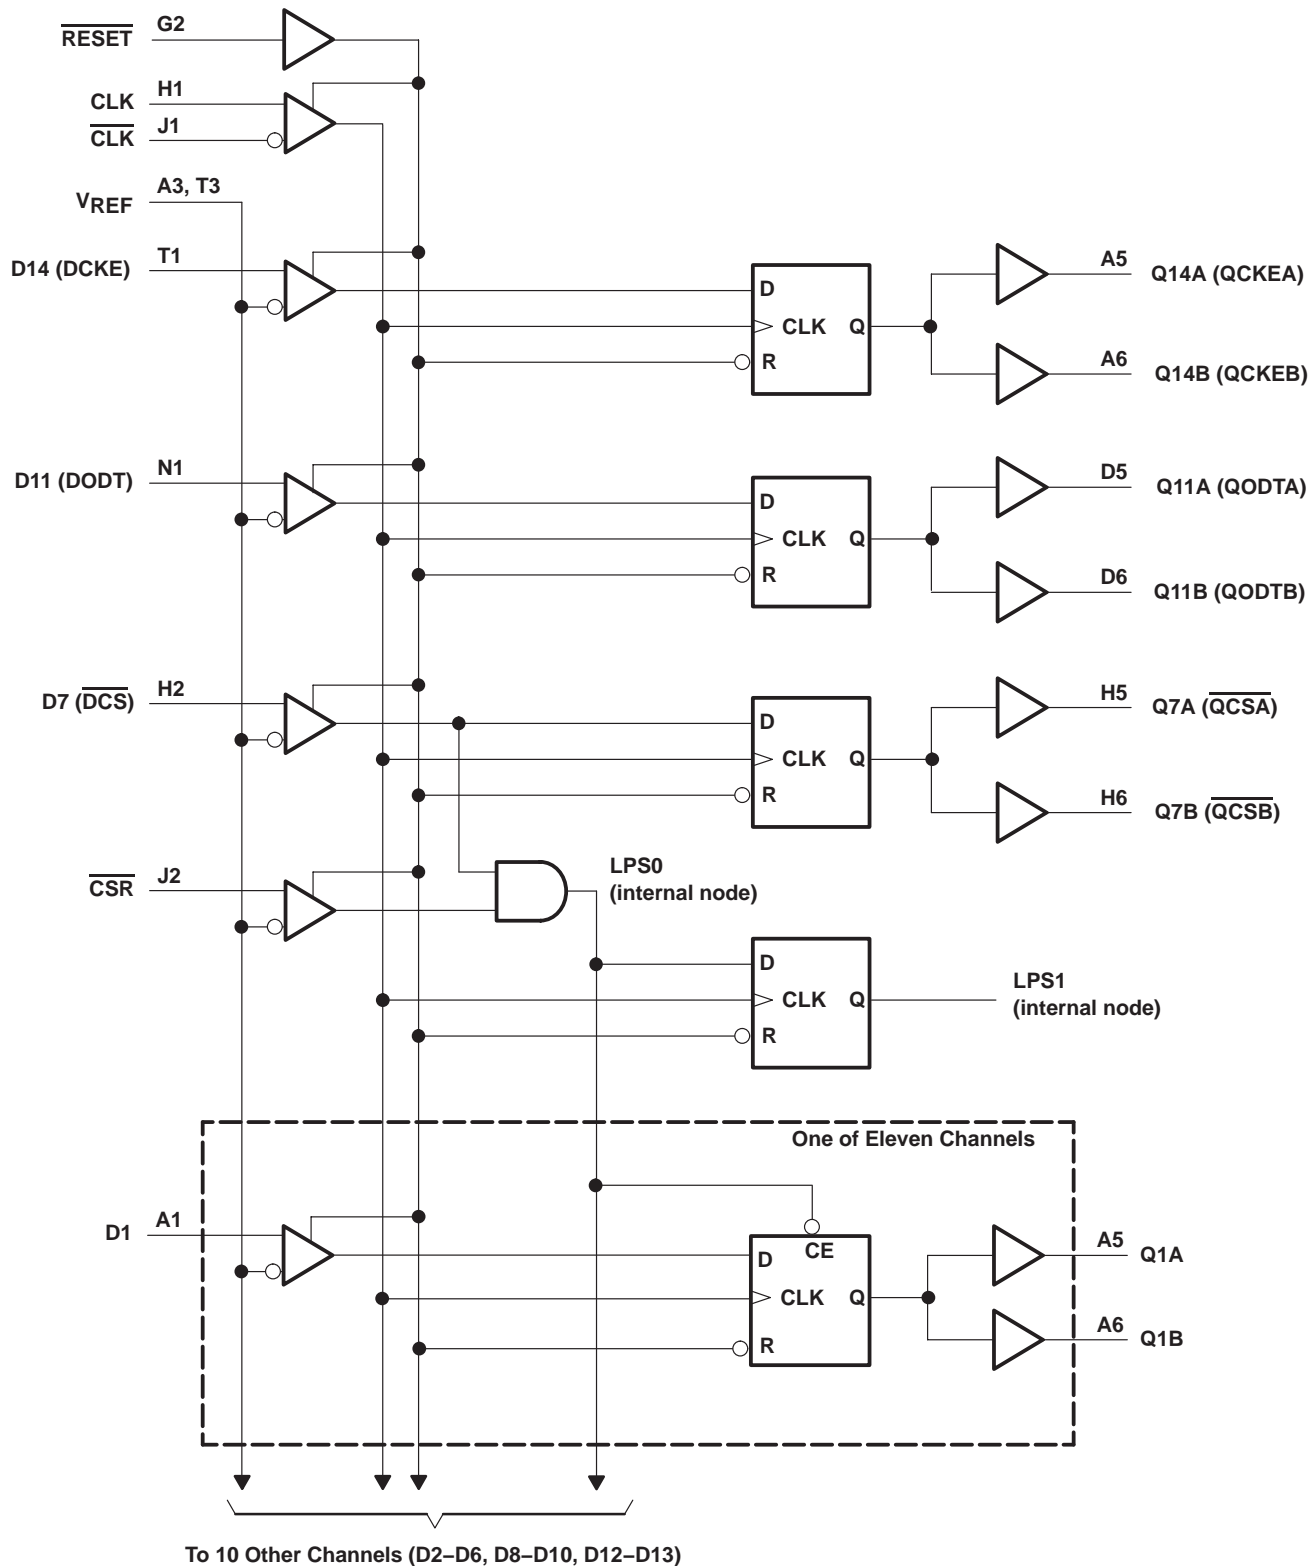 RESET G2
CLK H1
CLK J1
VREF A3, T3
D14 (DCKE) T1
D
CLK Q
R
A5 Q14A (QCKEA)
A6 Q14B (QCKEB)
D11 (DODT) N1
D
CLK Q
R
D5 Q11A (QODTA)
D6 Q11B (QODTB)
D7 (DCS) H2
D
CLK Q
R
H5 Q7A (QCSA)
H6 Q7B (QCSB)
CSR J2
LPS0
(internal node)
D
CLK Q
R
LPS1
(internal node)
One of Eleven Channels
D1 A1
CE
D
CLK Q
R
A5 Q1A
A6 Q1B
To 10 Other Channels (D2–D6, D8–D10, D12–D13)